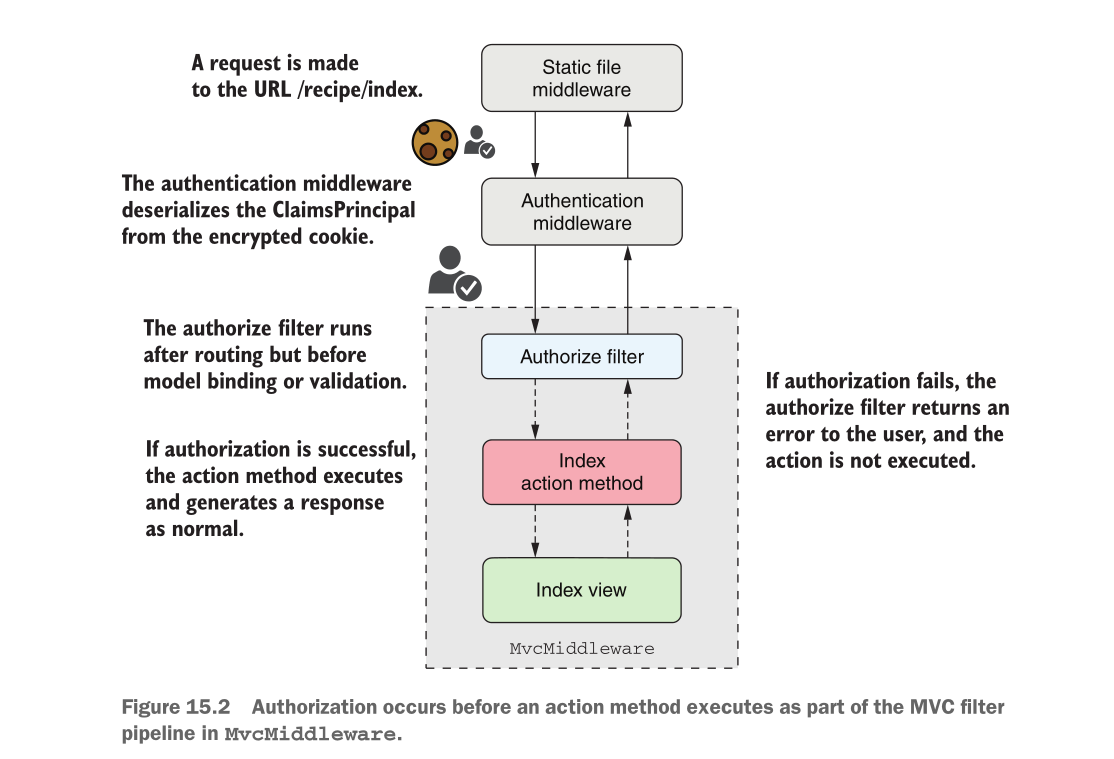 A request is made
to the URL /recipe/index.
Static file
middleware
The authentication middleware
deserializes the ClaimsPrincipal
from the encrypted cookie.
Authentication
middleware
The authorize filter runs
after routing but before
model binding or validation.
Authorize filter
If authorization fails, the
authorize filter returns an
error to the user, and the
action is not executed.
If authorization is successful,
the action method executes
and generates a response
as normal.
Index
action method
Index view
MvcMiddleware
Figure 15.2 Authorization occurs before an action method executes as part of the MVC filter
pipeline in MvcMiddleware.